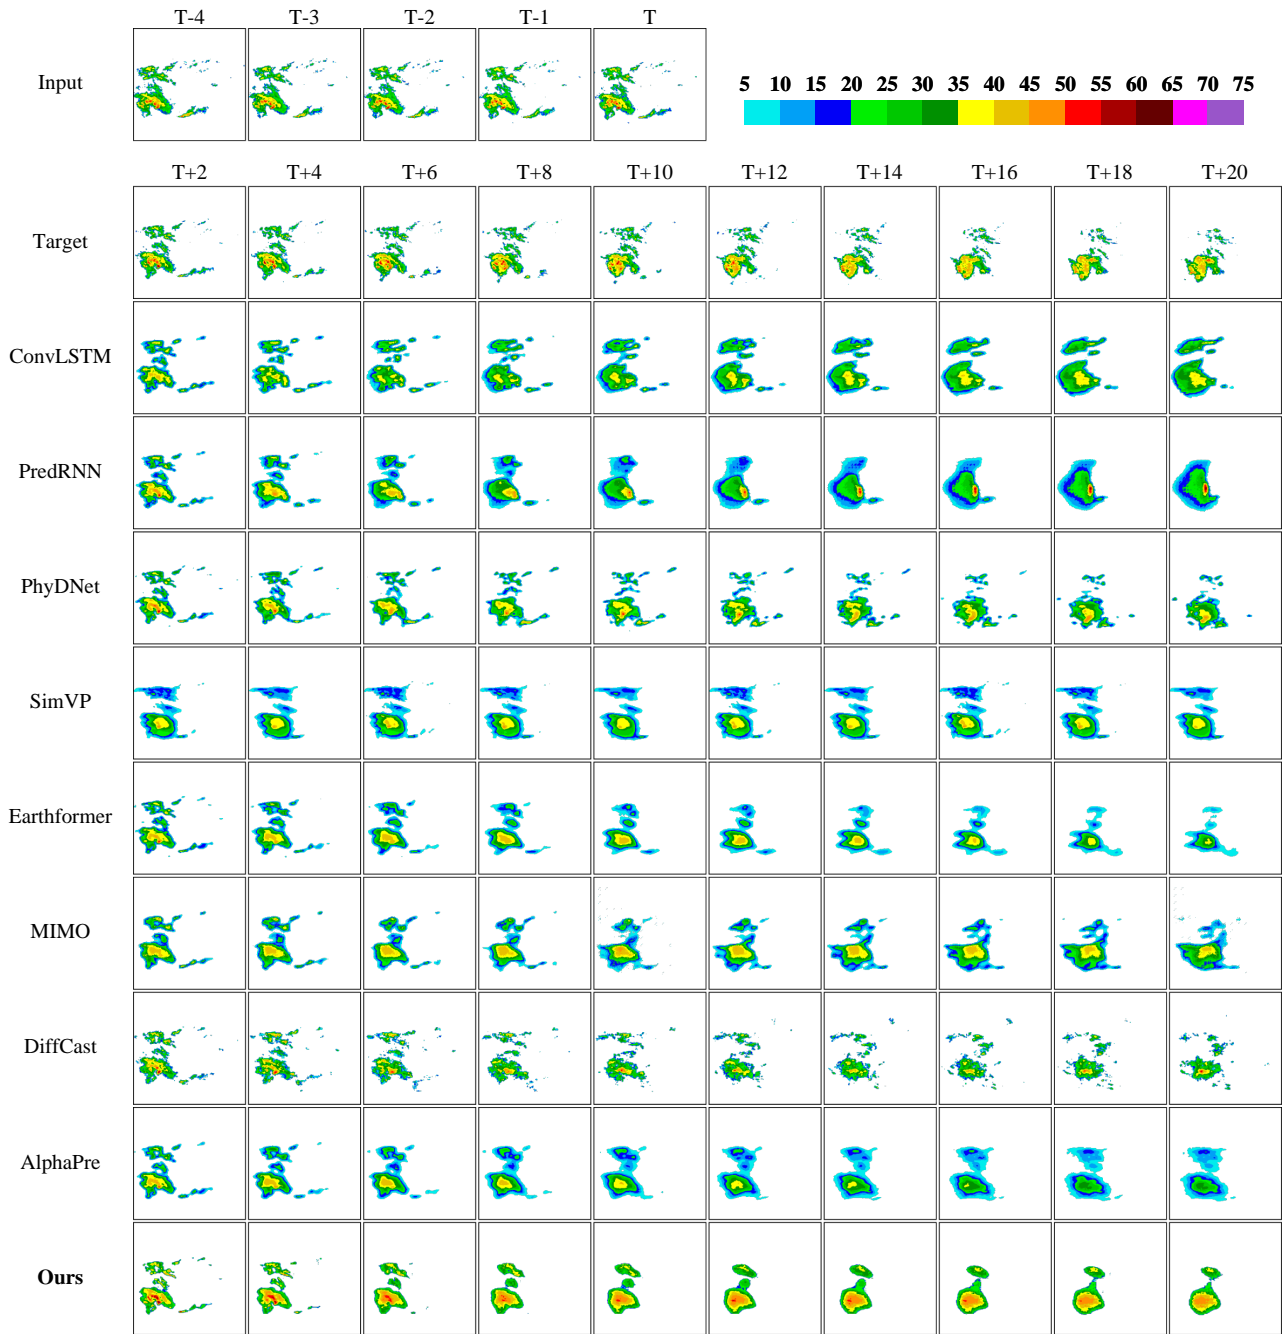 T-4 T-3 T-2 T-1 T
Input
5 10 15 20 25 30 35 40 45 50 55 60 65 70 75
T+2 T+4 T+6 T+8 T+10 T+12 T+14 T+16 T+18 T+20
Target
ConvLSTM
PredRNN
PhyDNet
SimVP
Earthformer
MIMO
DiffCast
AlphaPre
Ours